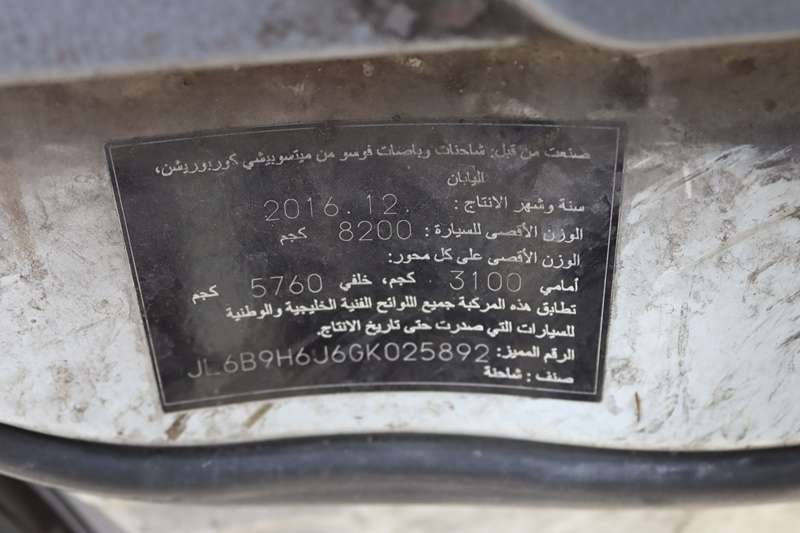 صنعت من قبل: شاحنات وباصات فوسو من ميتسوبيشي كوربوريشن،
اليابان
سنة وشهر الانتاج : 2016.12.
الوزن الأقصى للسيارة : 8200 كجم
الوزن الأقصى على كل محور:
أمامي 3100 كجم، خلفي 5760 كجم
تطابق هذه المركبة جميع اللوائح الفنية الخليجية والوطنية
للسيارات التي صدرت حتى تاريخ الانتاج.
الرقم المميز: JL6B9H6J6GK025892
صنف : شاحنة